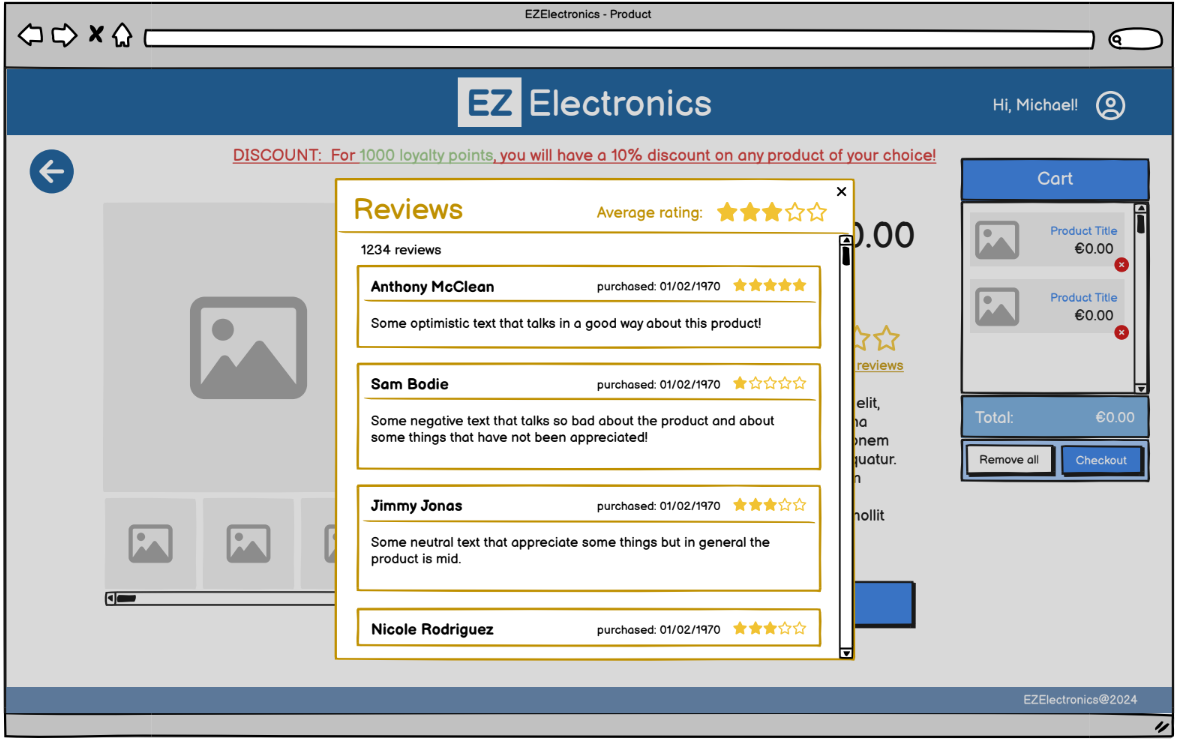 EZElectronics - Product
EZ Electronics
Hi, Michael!
DISCOUNT: For 1000 loyalty points, you will have a 10% discount on any product of your choice!
Reviews
Average rating:
1234 reviews
Anthony McClean
purchased: 01/02/1970
Some optimistic text that talks in a good way about this product!
Sam Bodie
purchased: 01/02/1970
Some negative text that talks so bad about the product and about
some things that have not been appreciated!
Jimmy Jonas
purchased: 01/02/1970
Some neutral text that appreciate some things but in general the
product is mid.
Nicole Rodriguez
purchased: 01/02/1970
0.00
reviews
elit,
quatur.
mollit
Cart
Product Title
€0.00
Product Title
€0.00
Total:
€0.00
Remove all
Checkout
EZElectronics@2024